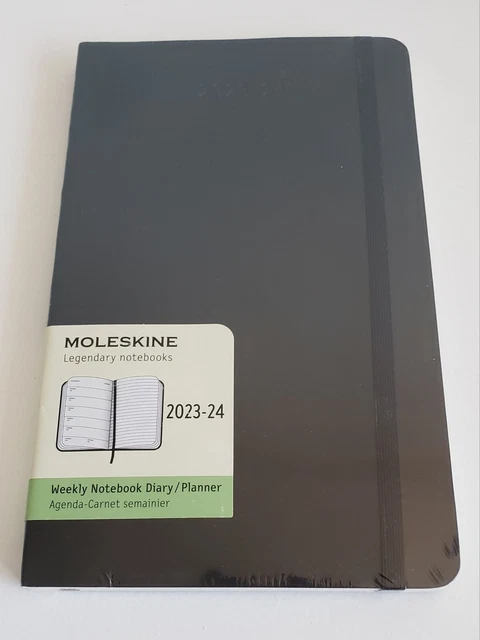 MOLESKINE
Legendary notebooks
2023-24
Weekly Notebook Diary/Planner
Agenda-Carnet semainier